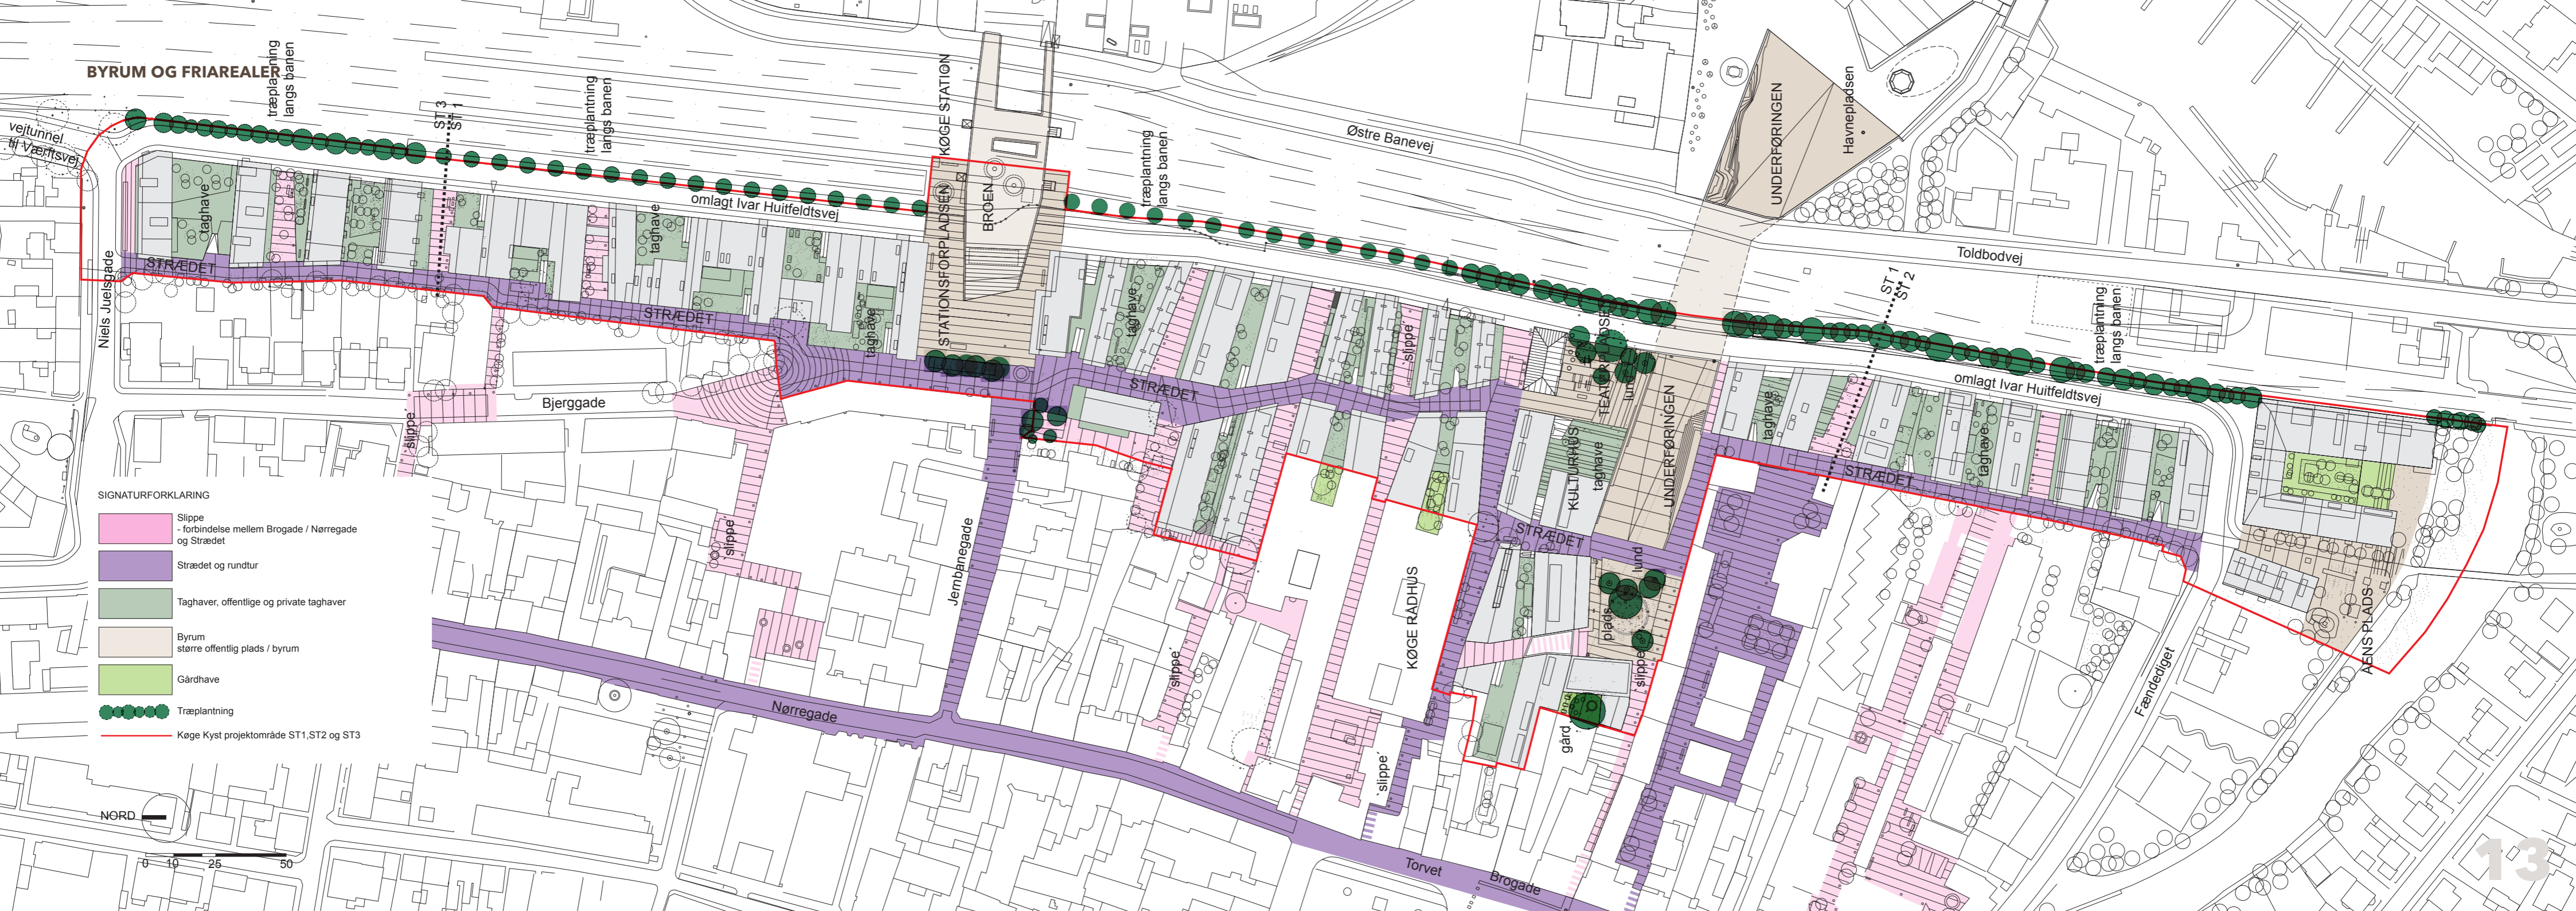 BYRUM OG FRIAREALER
træplantning
langs banen
vejtunnel
til Værftsvej
ST 3
ST 1
træplantning
langs banen
KØGE STATION
Østre Banevej
træplantning
langs banen
UNDERFØRINGEN
Havnepladsen
Toldbodvej
ST 1
ST 2
træplantning
langs banen
omlagt Ivar Huitfeldtsvej
omlagt Ivar Huitfeldtsvej
taghave
taghave
taghave
STATIONSFORPLADSEN
BROEN
taghave
'slippe'
lund
taghave
taghave
Niels Juelsgade
STRÆDET
STRÆDET
STRÆDET
STRÆDET
STRÆDET
KULTURHUS
taghave
UNDERFØRINGEN
Bjerggade
'slippe'
'slippe'
Jernbanegade
'slippe'
KØGE RÅDHUS
'slippe'
lund
plads
'slippe'
gård
Fændediget
ÅENS PLADS
Nørregade
Torvet
Brogade
SIGNATURFORKLARING
Slippe
- forbindelse mellem Brogade / Nørregade
og Strædet
Strædet og rundtur
Taghaver, offentlige og private taghaver
Byrum
større offentlig plads / byrum
Gårdhave
Træplantning
Køge Kyst projektområde ST1,ST2 og ST3
NORD
0 10 25 50
13